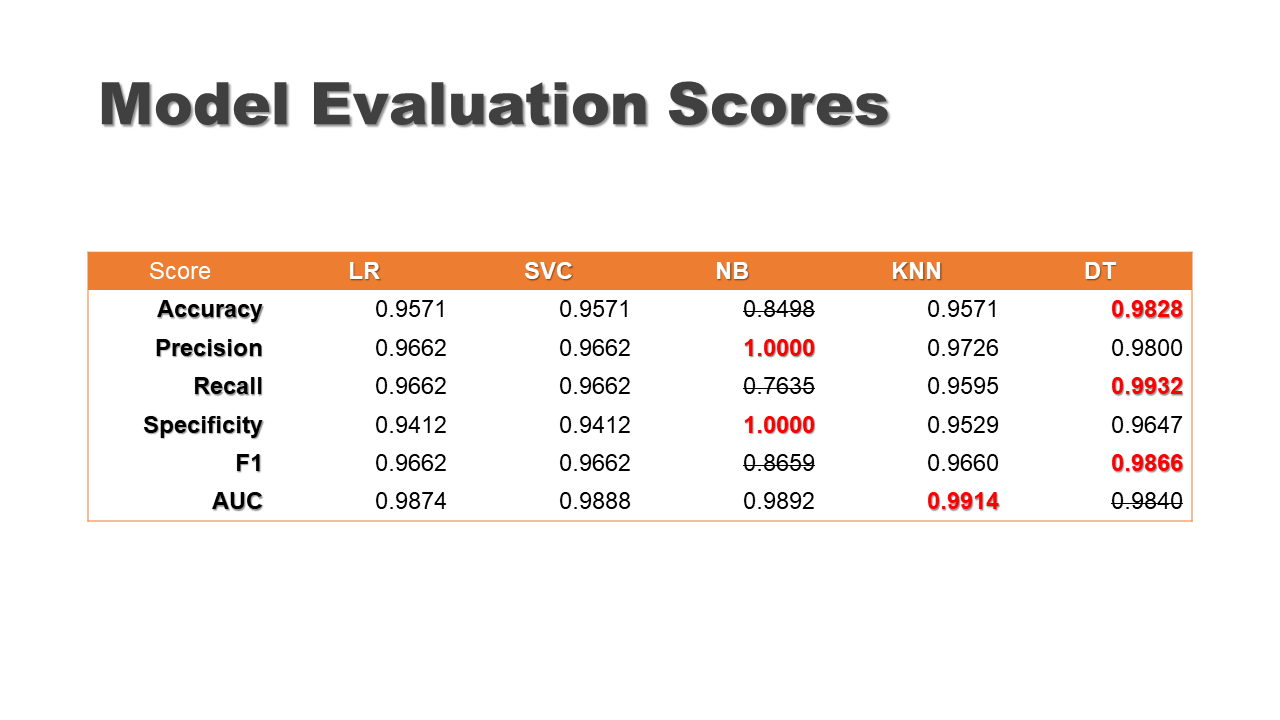 Model Evaluation Scores
Score LR SVC NB KNN DT
Accuracy 0.9571 0.9571 0.8498 0.9571 0.9828
Precision 0.9662 0.9662 1.0000 0.9726 0.9800
Recall 0.9662 0.9662 0.7635 0.9595 0.9932
Specificity 0.9412 0.9412 1.0000 0.9529 0.9647
F1 0.9662 0.9662 0.8659 0.9660 0.9866
AUC 0.9874 0.9888 0.9892 0.9914 0.9840